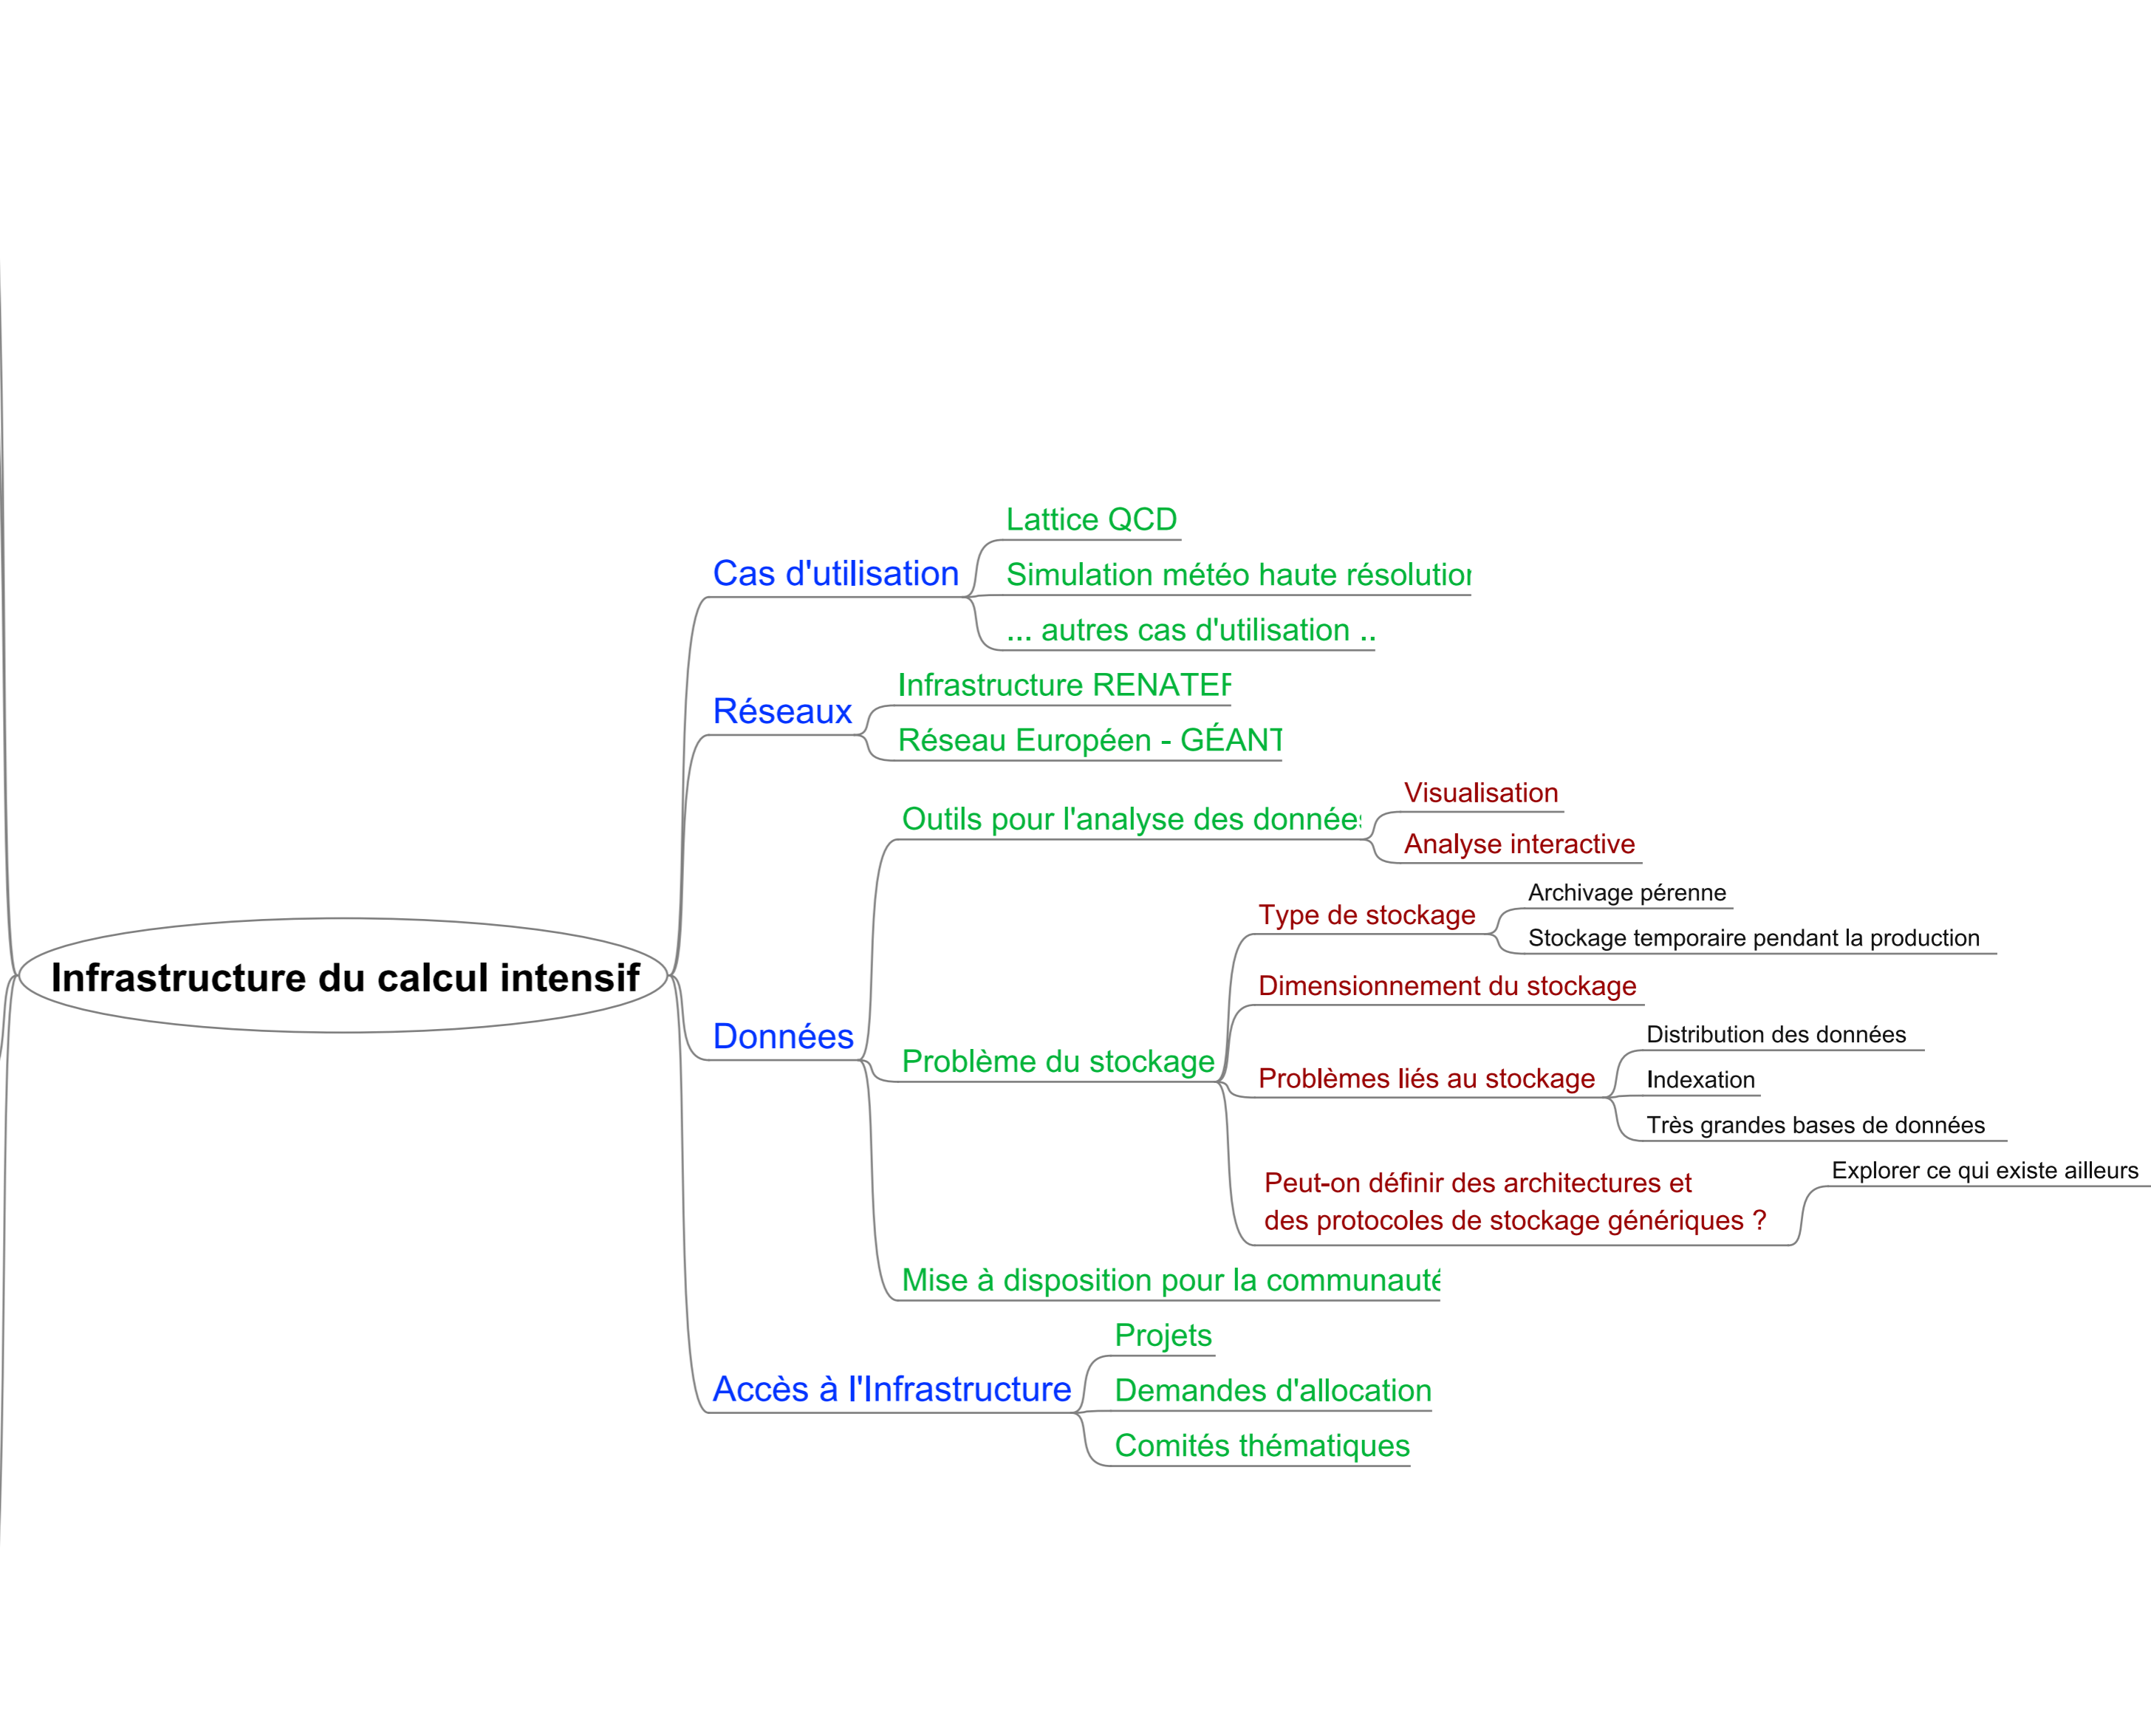 Lattice QCD
Cas d'utilisation
Simulation météo haute résolution
... autres cas d'utilisation ..
Infrastructure RENATER
Réseaux
Réseau Européen - GÉANT
Visualisation
Outils pour l'analyse des données
Analyse interactive
Archivage pérenne
Type de stockage
Stockage temporaire pendant la production
Infrastructure du calcul intensif
Dimensionnement du stockage
Données
Distribution des données
Problème du stockage
Problèmes liés au stockage
Indexation
Très grandes bases de données
Explorer ce qui existe ailleurs
Peut-on définir des architectures et
des protocoles de stockage génériques ?
Mise à disposition pour la communauté
Projets
Accès à l'Infrastructure
Demandes d'allocation
Comités thématiques